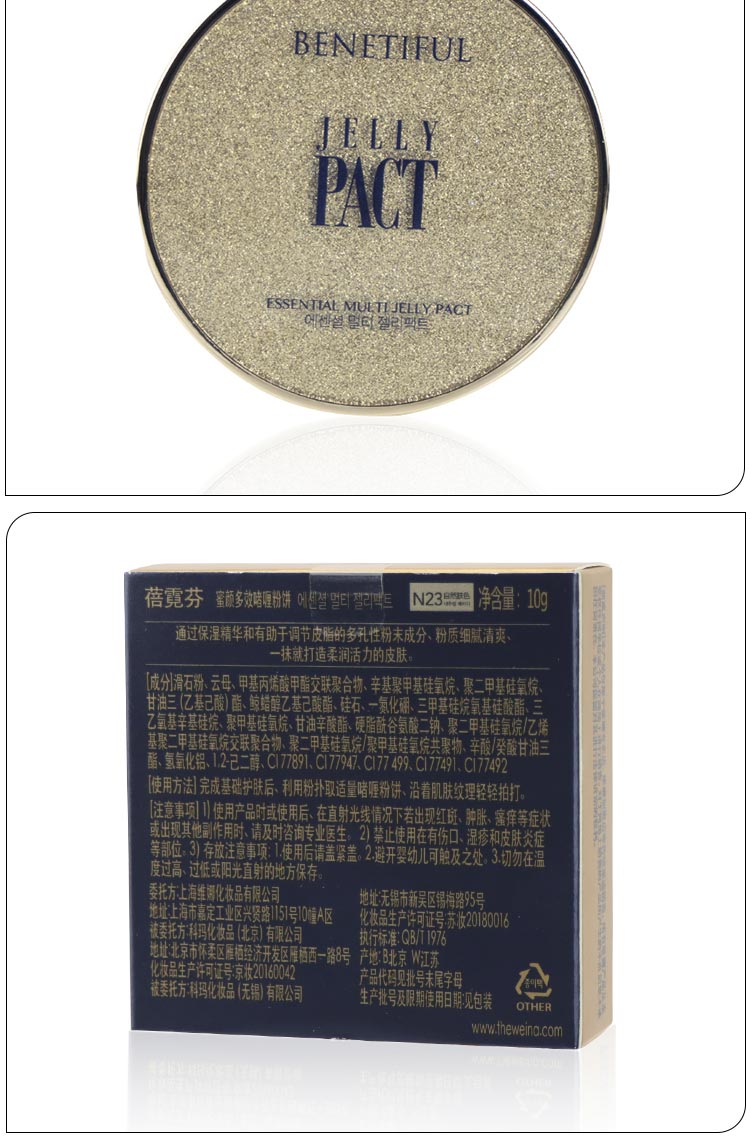 BENETIFUL
JELLY
PACT
ESSENTIAL MULTI JELLY PACT
에센셜 멀티 젤리팩트
蓓霓芬 蜜颜多效啫喱粉饼 에센셜 멀티 젤리팩트 N23 自然肤色 净含量：10g
通过保湿精华和有助于调节皮脂的多孔性粉末成分、粉质细腻清爽、
一抹就打造柔润活力的皮肤。
[成分]滑石粉、云母、甲基丙烯酸甲酯交联聚合物、辛基聚甲基硅氧烷、聚二甲基硅氧烷、
甘油三(乙基己酸)酯、鲸蜡醇乙基己酸酯、硅石、一氮化硼、三甲基硅烷氧基硅酸酯、三
乙氧基辛基硅烷、聚甲基硅氧烷、甘油辛酸酯、硬脂酰谷氨酸二钠、聚二甲基硅氧烷/乙烯
基聚二甲基硅氧烷交联聚合物、聚二甲基硅氧烷/聚甲基硅氧烷共聚物、辛酸/癸酸甘油三
酯、氢氧化铝、1.2-己二醇、CI 77891、CI 77947、CI 77 499、CI 77491、CI 77492
[使用方法] 完成基础护肤后、利用粉扑取适量啫喱粉饼、沿着肌肤纹理轻轻拍打。
[注意事项] 1) 使用产品时或使用后、在直射光线情况下若出现红斑、肿胀、瘙痒等症状
或出现其他副作用时、请及时咨询专业医生。2) 禁止使用在有伤口、湿疹和皮肤炎症
等部位。3) 存放注意事项: 1.使用后请盖紧盖。2.避开婴幼儿可触及之处。3.切勿在温
度过高、过低或阳光直射的地方保存。
委托方:上海维娜化妆品有限公司
地址:上海市嘉定工业区兴贤路1151号10幢A区
被委托方:科玛化妆品 (北京) 有限公司
地址:北京市怀柔区雁栖经济开发区雁栖西一路8号
化妆品生产许可证号:京妆20160042
被委托方:科玛化妆品 (无锡) 有限公司
地址:无锡市新吴区锡梅路95号
化妆品生产许可证号:苏妆20180016
执行标准:QB/T 1976
产地: B北京 W江苏
产品代码见批号末尾字母
生产批号及限期使用日期:见包装
종이팩
OTHER
www.theweina.com